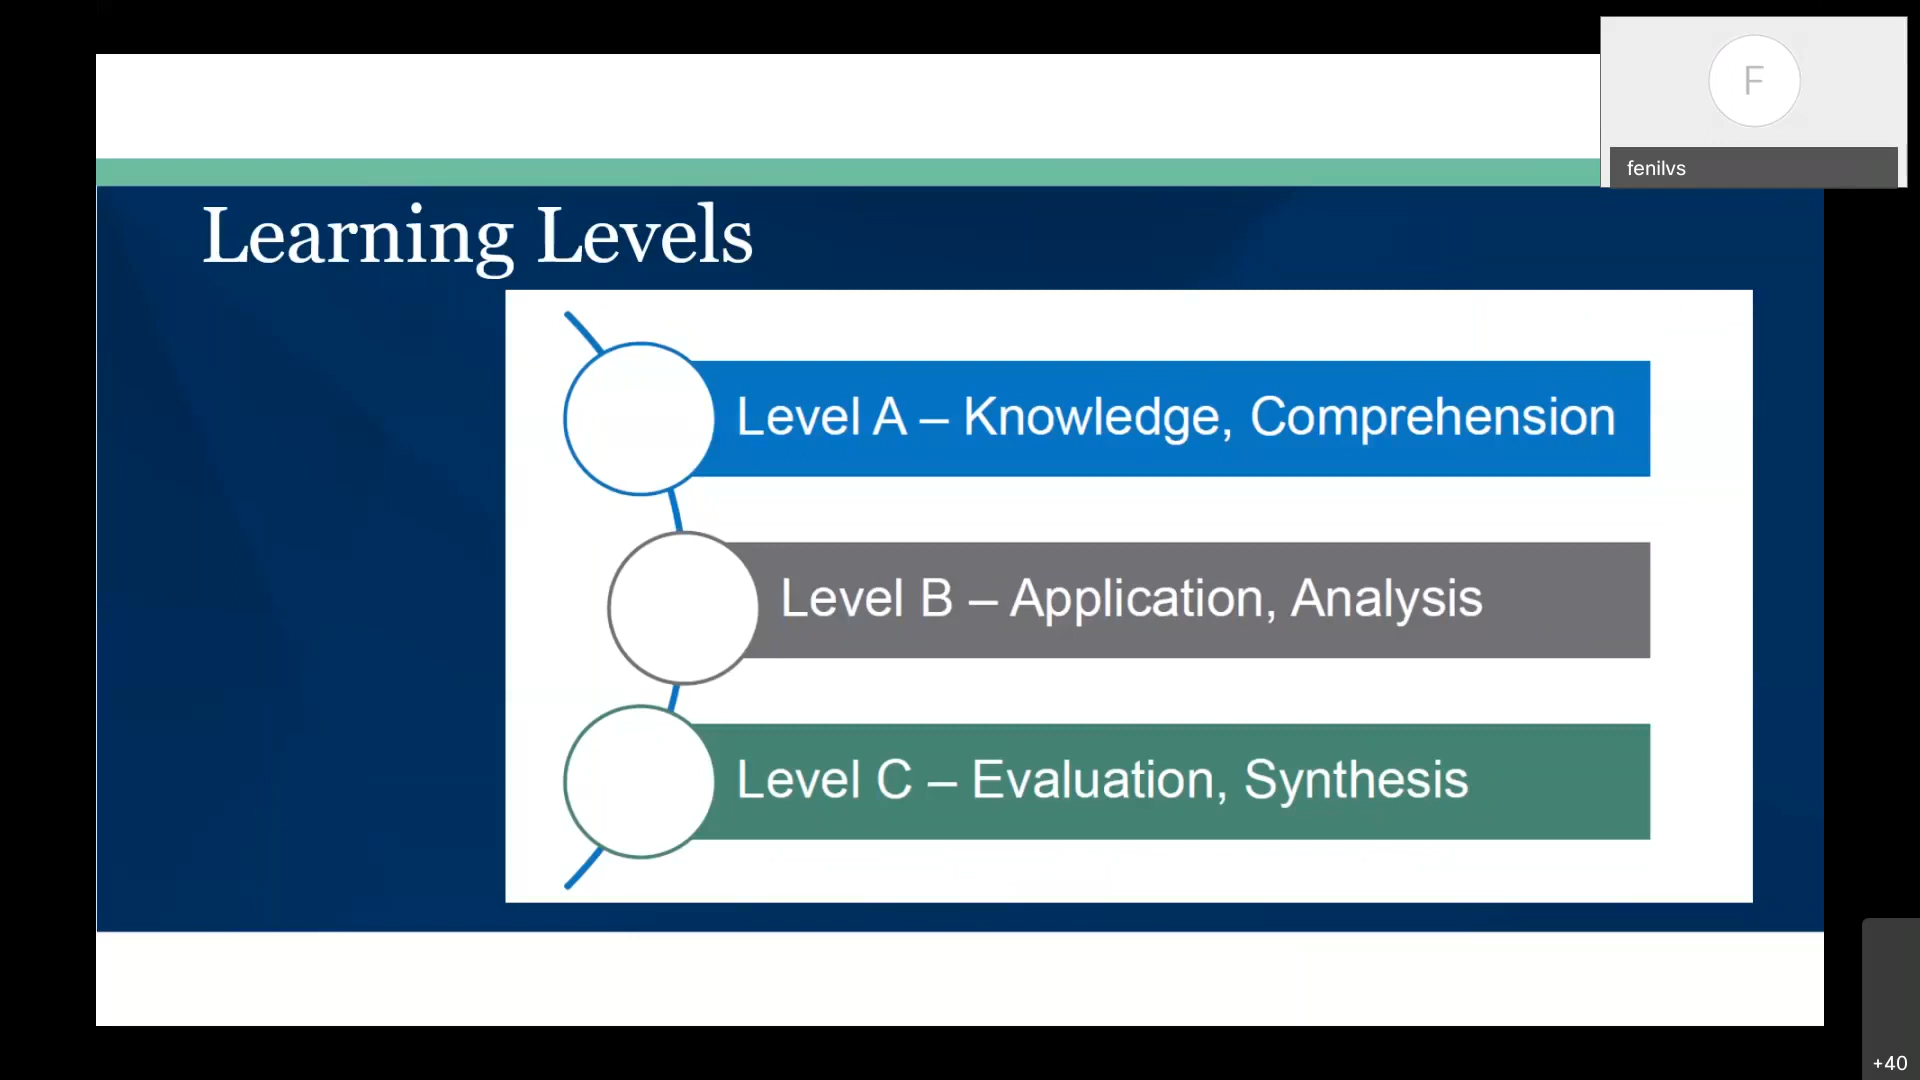 F
fenilvs
Learning Levels
Level A – Knowledge, Comprehension
Level B – Application, Analysis
Level C – Evaluation, Synthesis
+40